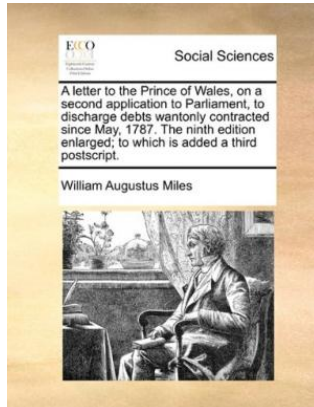 ECCO
Social Sciences
A letter to the Prince of Wales, on a
second application to Parliament, to
discharge debts wantonly contracted
since May, 1787. The ninth edition
enlarged; to which is added a third
postscript.
William Augustus Miles